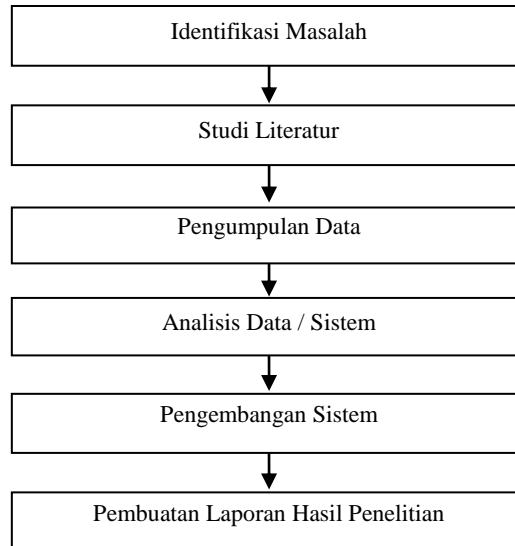 Identifikasi Masalah
Studi Literatur
Pengumpulan Data
Analisis Data / Sistem
Pengembangan Sistem
Pembuatan Laporan Hasil Penelitian